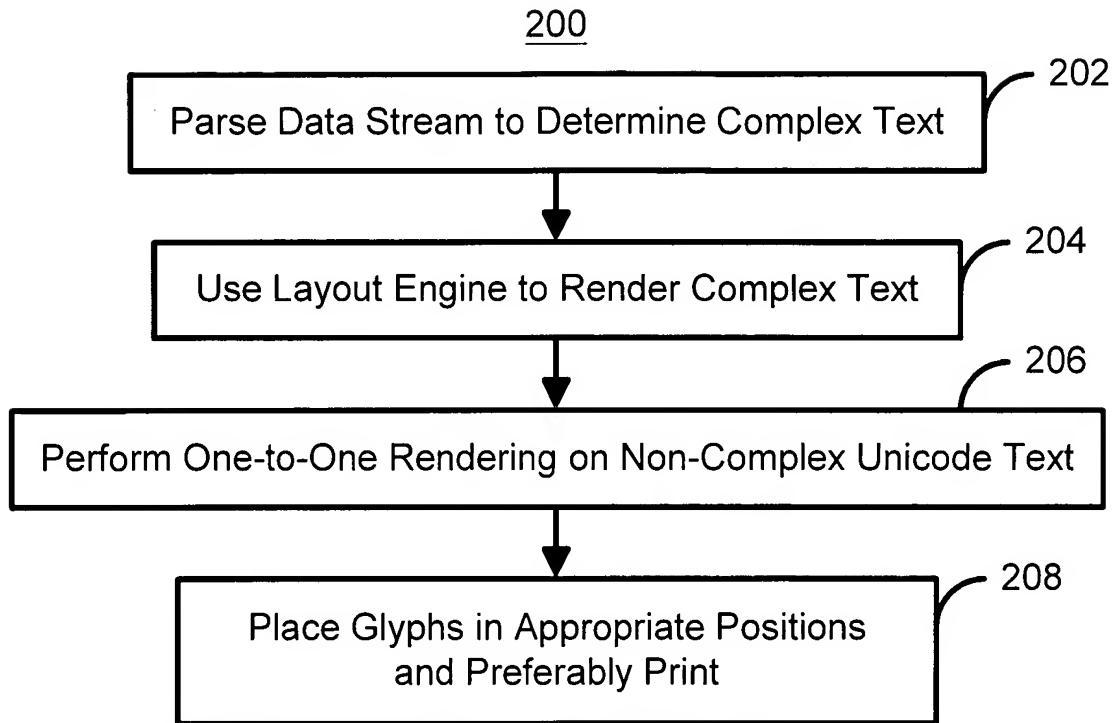 200
202
Parse Data Stream to Determine Complex Text
204
Use Layout Engine to Render Complex Text
206
Perform One-to-One Rendering on Non-Complex Unicode Text
208
Place Glyphs in Appropriate Positions
and Preferably Print